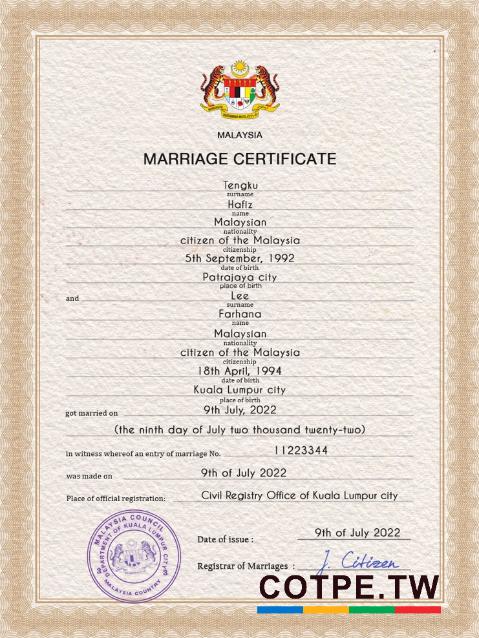 MALAYSIA
MARRIAGE CERTIFICATE
Tengku
surname
Hafiz
name
Malaysian
nationality
citizen of the Malaysia
citizenship
5th September, 1992
date of birth
Patrajaya city
place of birth
and Lee
surname
Farhana
name
Malaysian
nationality
citizen of the Malaysia
citizenship
18th April, 1994
date of birth
Kuala Lumpur city
place of birth
got married on 9th July, 2022
(the ninth day of July two thousand twenty-two)
in witness whereof an entry of marriage No. 11223344
was made on 9th of July 2022
Place of official registration: Civil Registry Office of Kuala Lumpur city
MALAYSIA COUNCIL
DEPARTMENT OF KUALA LUMPUR CITY
MALAYSIA COUNTRY
Date of issue : 9th of July 2022
Registrar of Marriages : J. Citizen
COTPE.TW